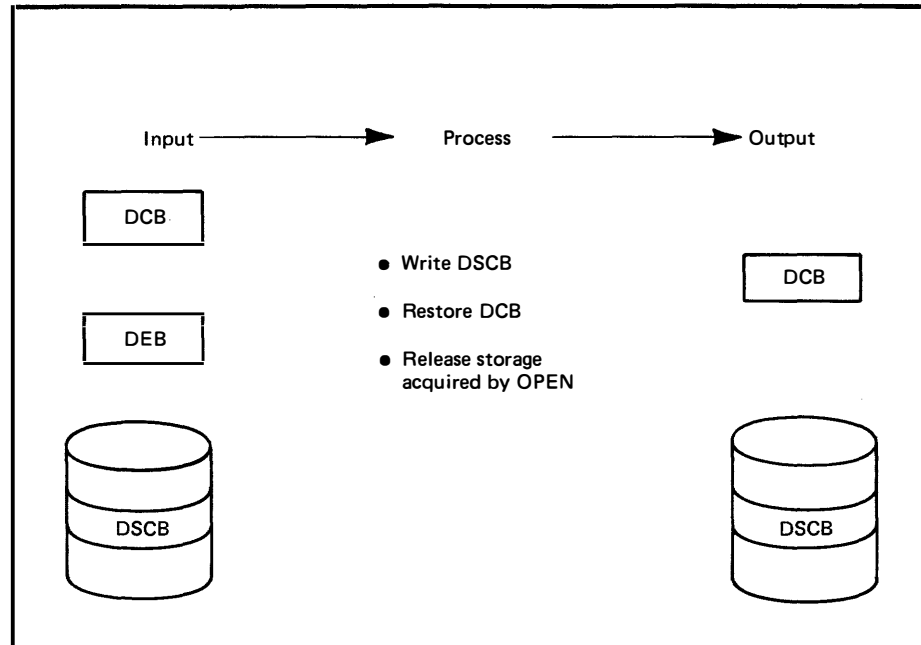 Input
Process
Output
DCB
DEB
DSCB
• Write DSCB
• Restore DCB
• Release storage
acquired by OPEN
DCB
DSCB